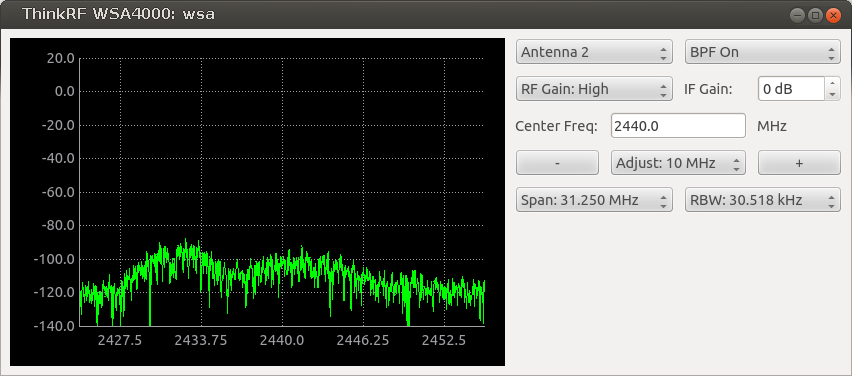 ThinkRF WSA4000: wsa
20.0
0.0
-20.0
-40.0
-60.0
-80.0
-100.0
-120.0
-140.0
2427.5 2433.75 2440.0 2446.25 2452.5
Antenna 2 BPF On
RF Gain: High IF Gain: 0 dB
Center Freq: 2440.0 MHz
- Adjust: 10 MHz +
Span: 31.250 MHz RBW: 30.518 kHz